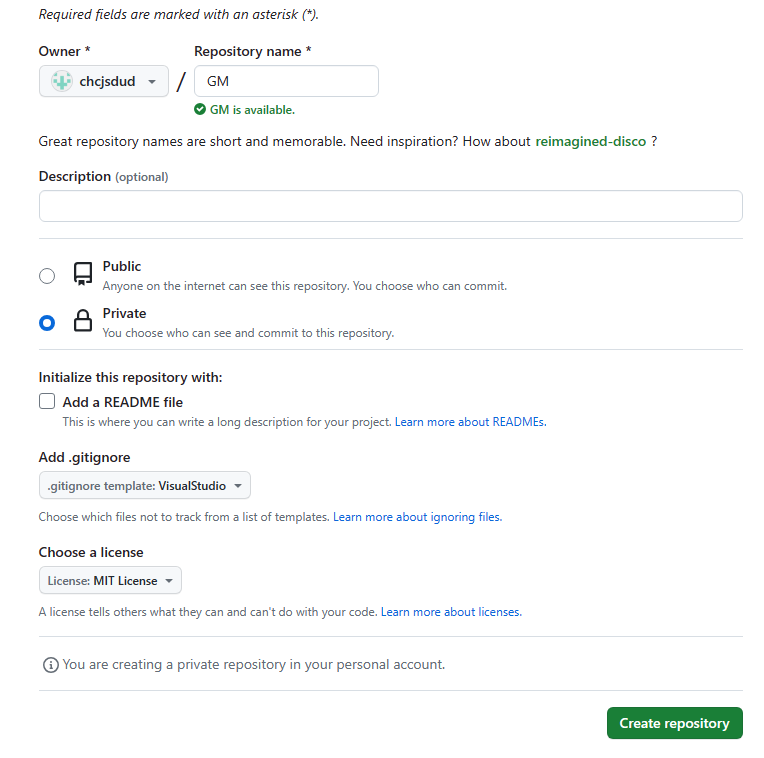 Required fields are marked with an asterisk (*).
Owner * Repository name *
chcjsdud / GM
GM is available.
Great repository names are short and memorable. Need inspiration? How about reimagined-disco ?
Description (optional)
Public
Anyone on the internet can see this repository. You choose who can commit.
Private
You choose who can see and commit to this repository.
Initialize this repository with:
Add a README file
This is where you can write a long description for your project. Learn more about READMEs.
Add .gitignore
.gitignore template: VisualStudio
Choose which files not to track from a list of templates. Learn more about ignoring files.
Choose a license
License: MIT License
A license tells others what they can and can't do with your code. Learn more about licenses.
You are creating a private repository in your personal account.
Create repository